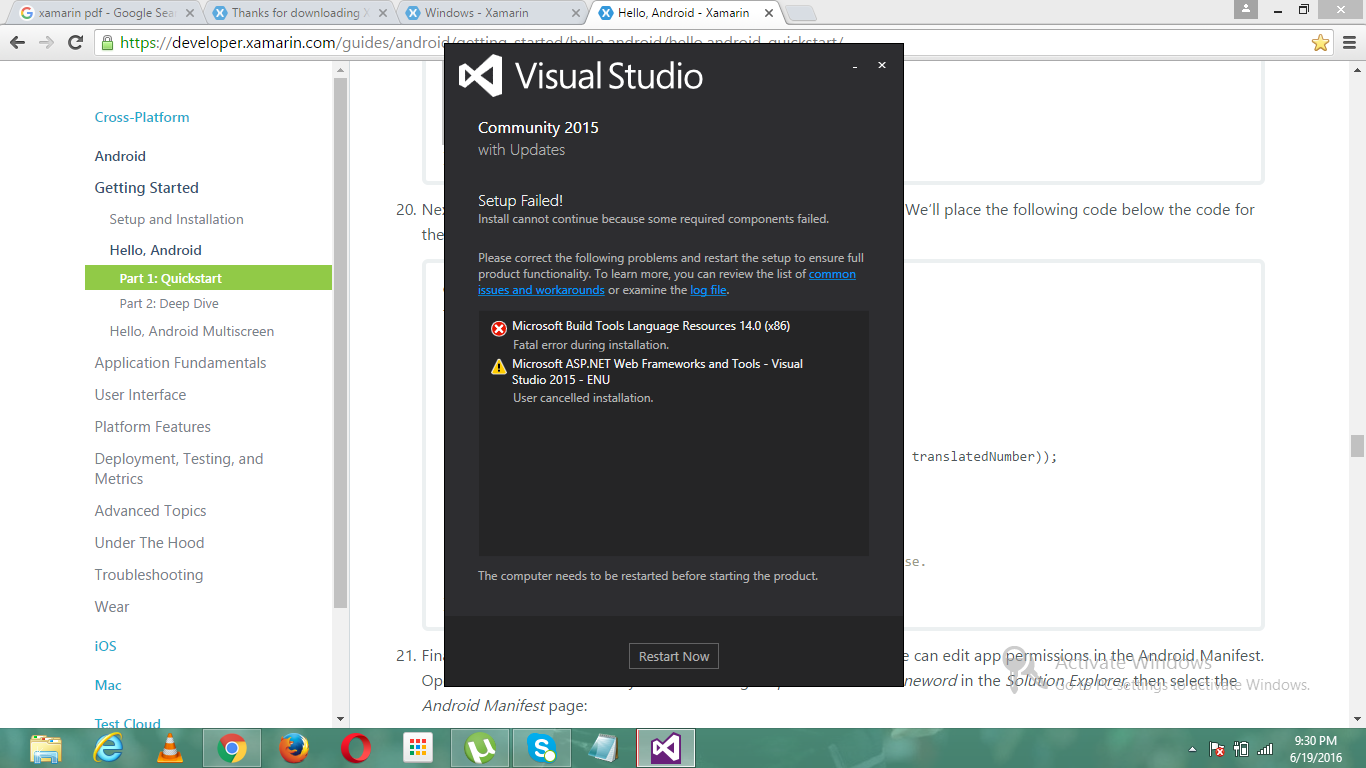 xamarin pdf - Google Sea
Thanks for downloading X
Windows - Xamarin
Hello, Android - Xamarin
https://developer.xamarin.com/guides/android/getting_started/hello,android/hello,android_quickstart/
Visual Studio
Community 2015
with Updates
Setup Failed!
Install cannot continue because some required components failed.
Please correct the following problems and restart the setup to ensure full
product functionality. To learn more, you can review the list of common
issues and workarounds or examine the log file.
Microsoft Build Tools Language Resources 14.0 (x86)
Fatal error during installation.
Microsoft ASP.NET Web Frameworks and Tools - Visual
Studio 2015 - ENU
User cancelled installation.
The computer needs to be restarted before starting the product.
Restart Now
Cross-Platform
Android
Getting Started
Setup and Installation
Hello, Android
Part 1: Quickstart
Part 2: Deep Dive
Hello, Android Multiscreen
Application Fundamentals
User Interface
Platform Features
Deployment, Testing, and
Metrics
Advanced Topics
Under The Hood
Troubleshooting
Wear
iOS
Mac
Test Cloud
20. Ne We'll place the following code below the code for
the
translatedNumber));
se.
21. Fina e can edit app permissions in the Android Manifest.
Op neword in the Solution Explorer, then select the
Android Manifest page:
Activate Windows
Go to PC settings to activate Windows.
9:30 PM
6/19/2016